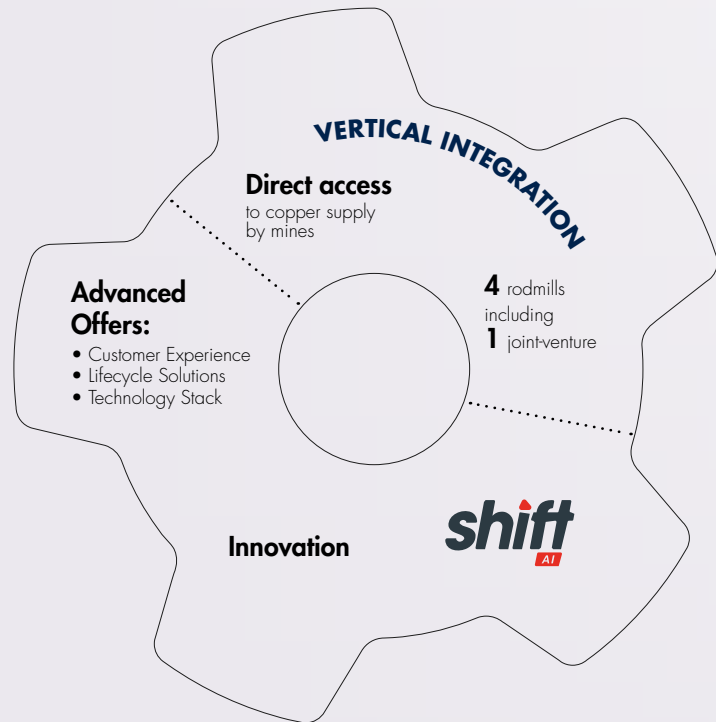 VERTICAL INTEGRATION
Direct access
to copper supply
by mines
4 rodmills
including
1 joint-venture
Advanced
Offers:
• Customer Experience
• Lifecycle Solutions
• Technology Stack
Innovation
shift
AI